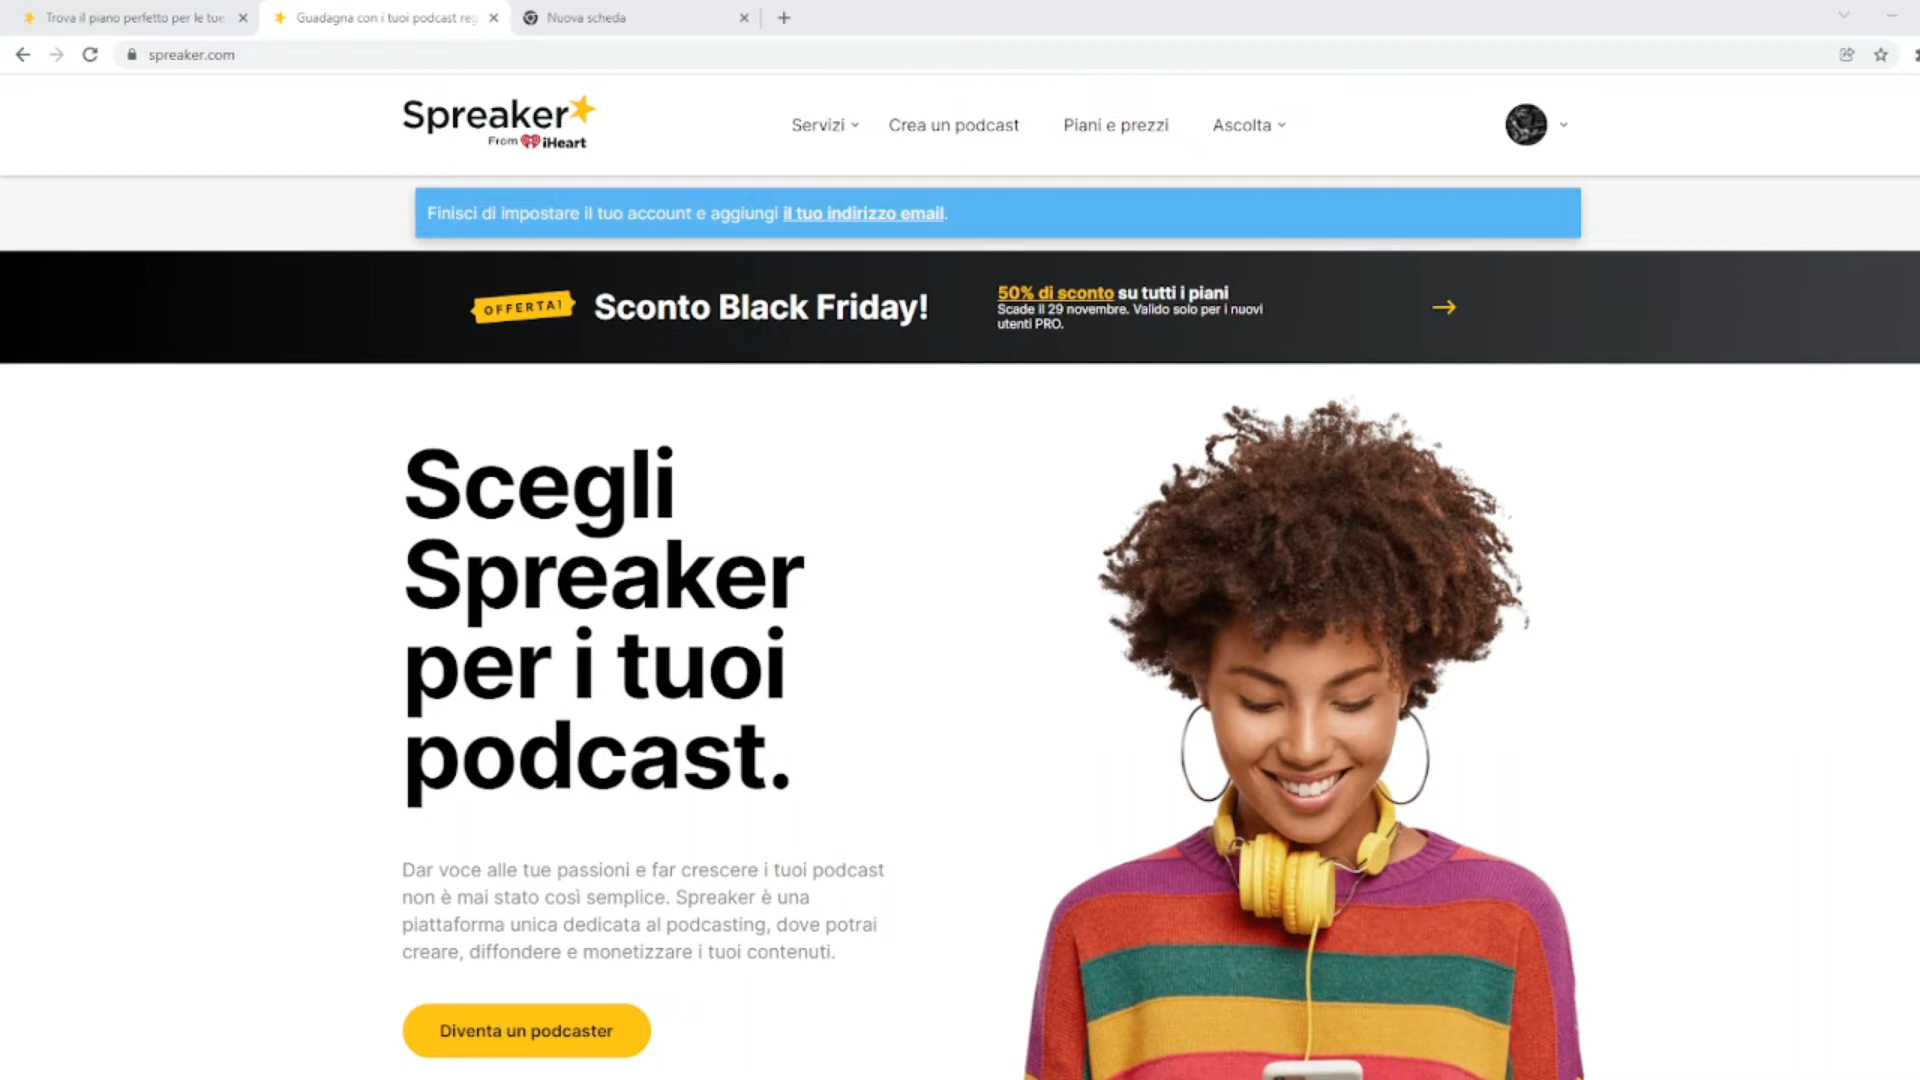 Trova il piano perfetto per le tue
Guadagna con i tuoi podcast reg
Nuova scheda
spreaker.com
Spreaker
From iHeart
Servizi
Crea un podcast
Piani e prezzi
Ascolta
Finisci di impostare il tuo account e aggiungi il tuo indirizzo email.
OFFERTA!
Sconto Black Friday!
50% di sconto su tutti i piani
Scade il 29 novembre. Valido solo per i nuovi
utenti PRO.
Scegli
Spreaker
per i tuoi
podcast.
Dar voce alle tue passioni e far crescere i tuoi podcast
non è mai stato così semplice. Spreaker è una
piattaforma unica dedicata al podcasting, dove potrai
creare, diffondere e monetizzare i tuoi contenuti.
Diventa un podcaster